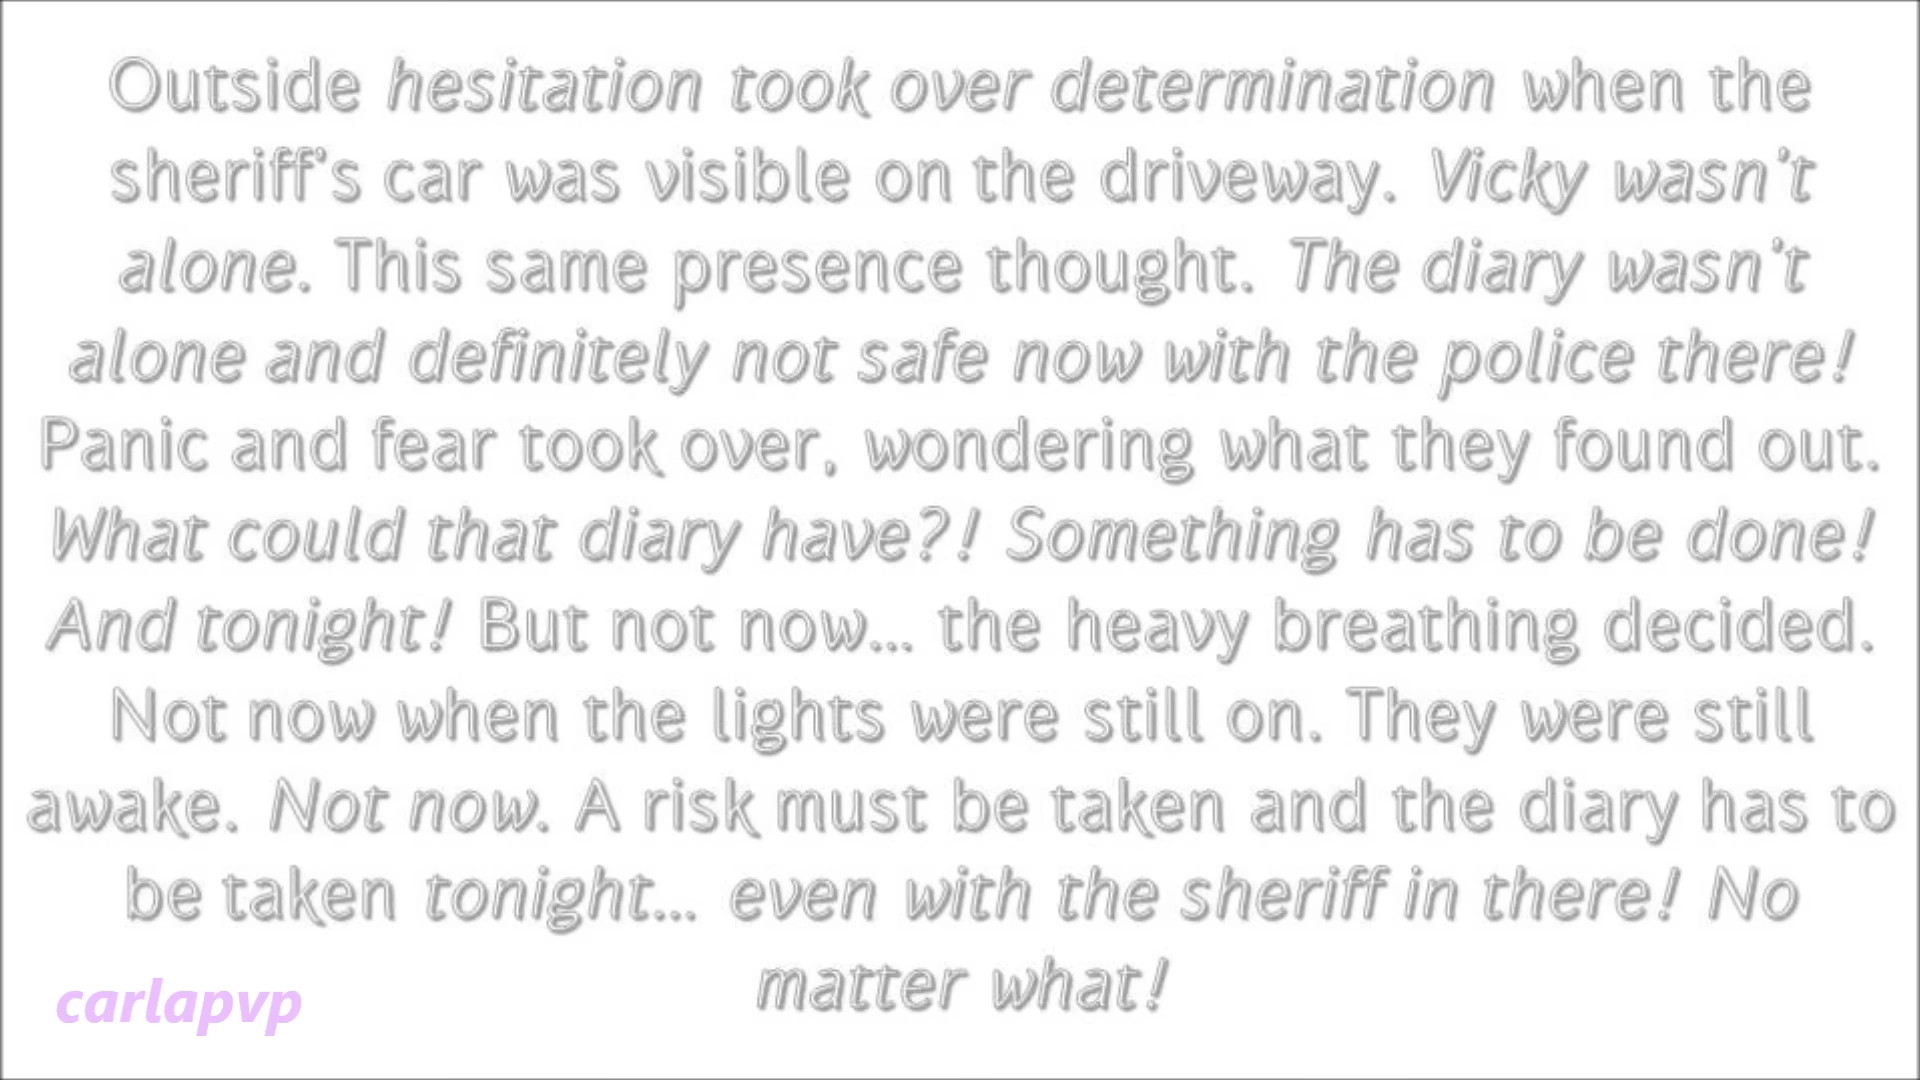 Outside hesitation took over determination when the
sheriff’s car was visible on the driveway. Vicky wasn’t
alone. This same presence thought. The diary wasn’t
alone and definitely not safe now with the police there!
Panic and fear took over, wondering what they found out.
What could that diary have?! Something has to be done!
And tonight! But not now... the heavy breathing decided.
Not now when the lights were still on. They were still
awake. Not now. A risk must be taken and the diary has to
be taken tonight... even with the sheriff in there! No
matter what!
carlapvp